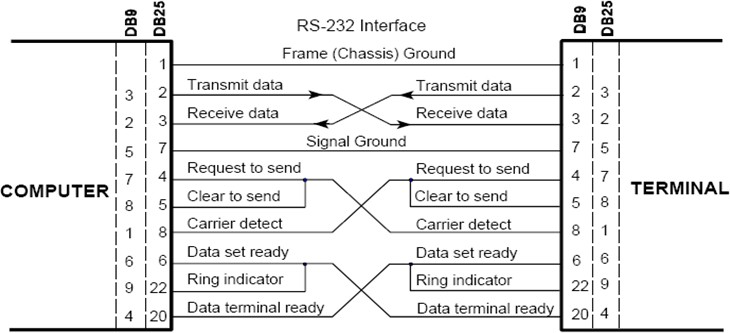 DB9 DB25 RS-232 Interface DB9 DB25
Frame (Chassis) Ground
1 1
Transmit data Transmit data
3 2 2 3
Receive data Receive data
2 3 3 2
Signal Ground
5 7 7 5
Request to send Request to send
7 4 4 7
COMPUTER TERMINAL
Clear to send Clear to send
8 5 5 8
Carrier detect Carrier detect
1 8 8 1
Data set ready Data set ready
6 6 6 6
Ring indicator Ring indicator
9 22 22 9
Data terminal ready Data terminal ready
4 20 20 4